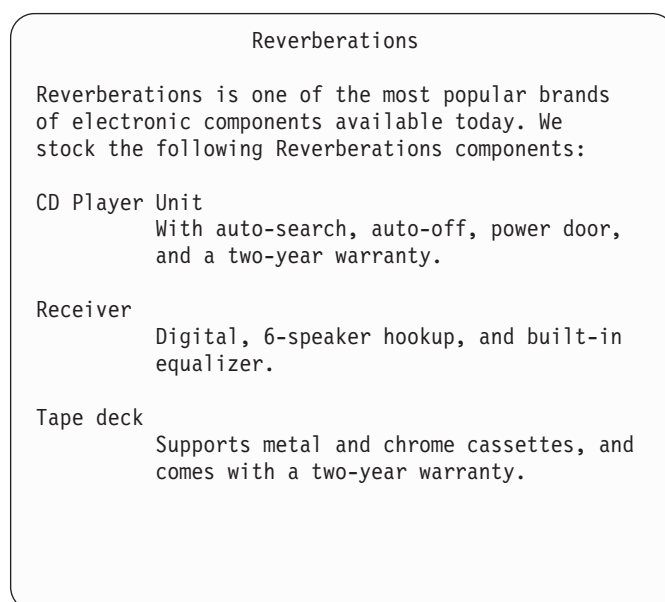 Reverberations
Reverberations is one of the most popular brands
of electronic components available today. We
stock the following Reverberations components:
CD Player Unit
With auto-search, auto-off, power door,
and a two-year warranty.
Receiver
Digital, 6-speaker hookup, and built-in
equalizer.
Tape deck
Supports metal and chrome cassettes, and
comes with a two-year warranty.